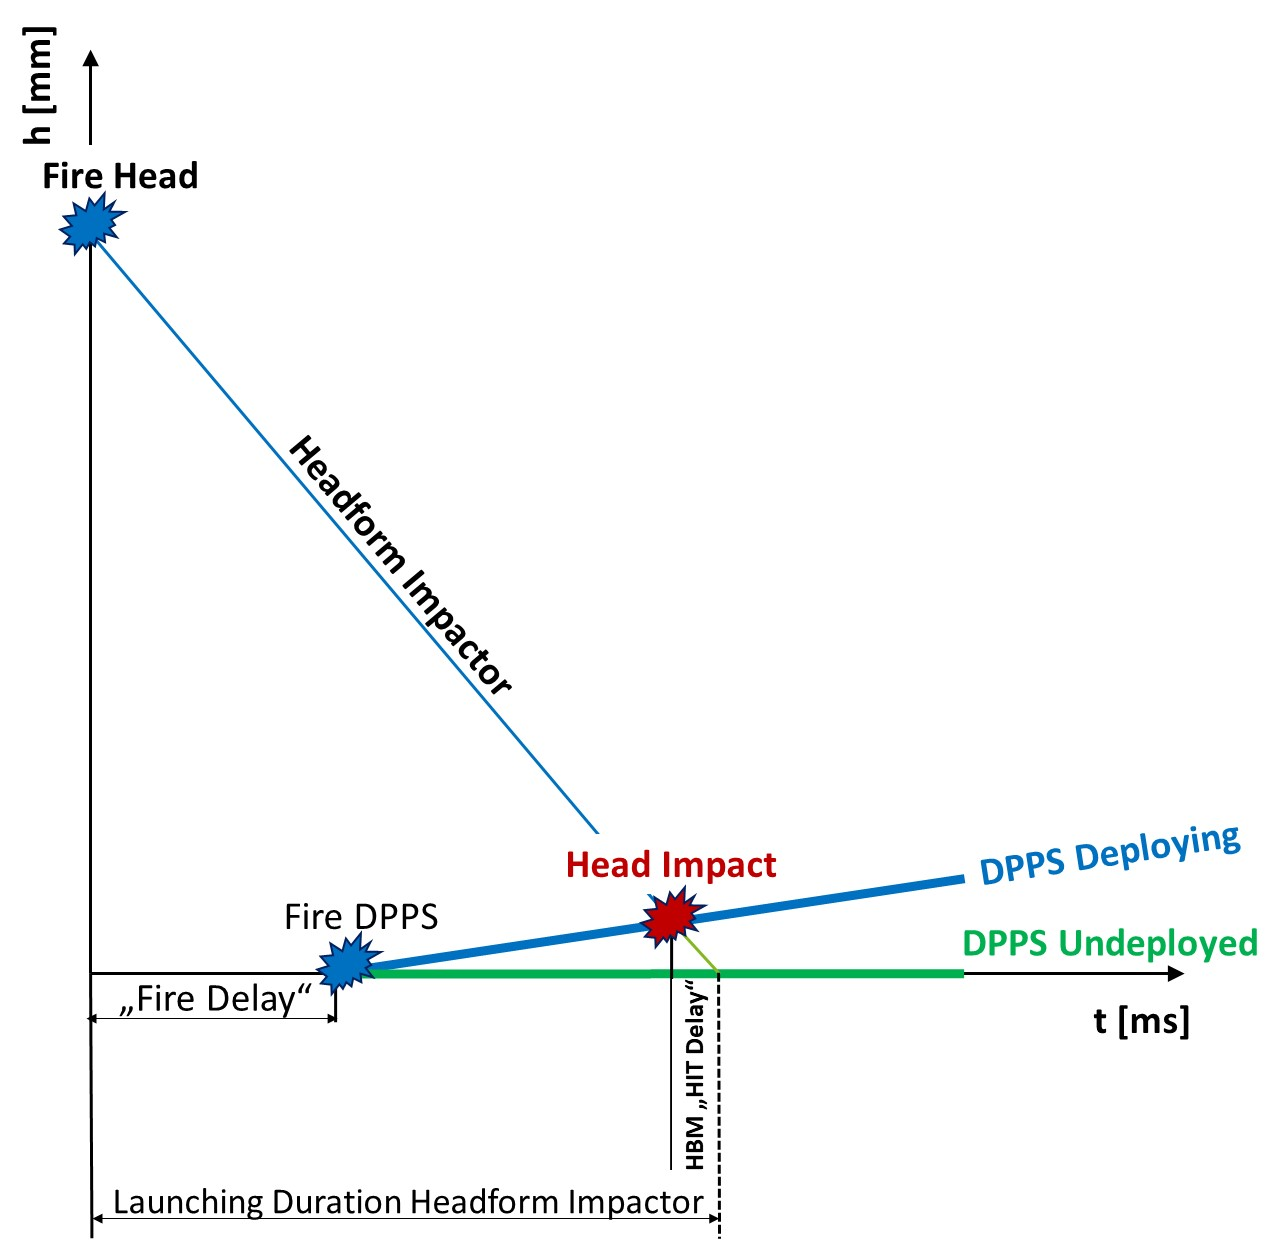 h [mm]
Fire Head
Headform Impactor
Head Impact
DPPS Deploying
Fire DPPS
DPPS Undeployed
„Fire Delay“
t [ms]
HBM „HIT Delay“
Launching Duration Headform Impactor